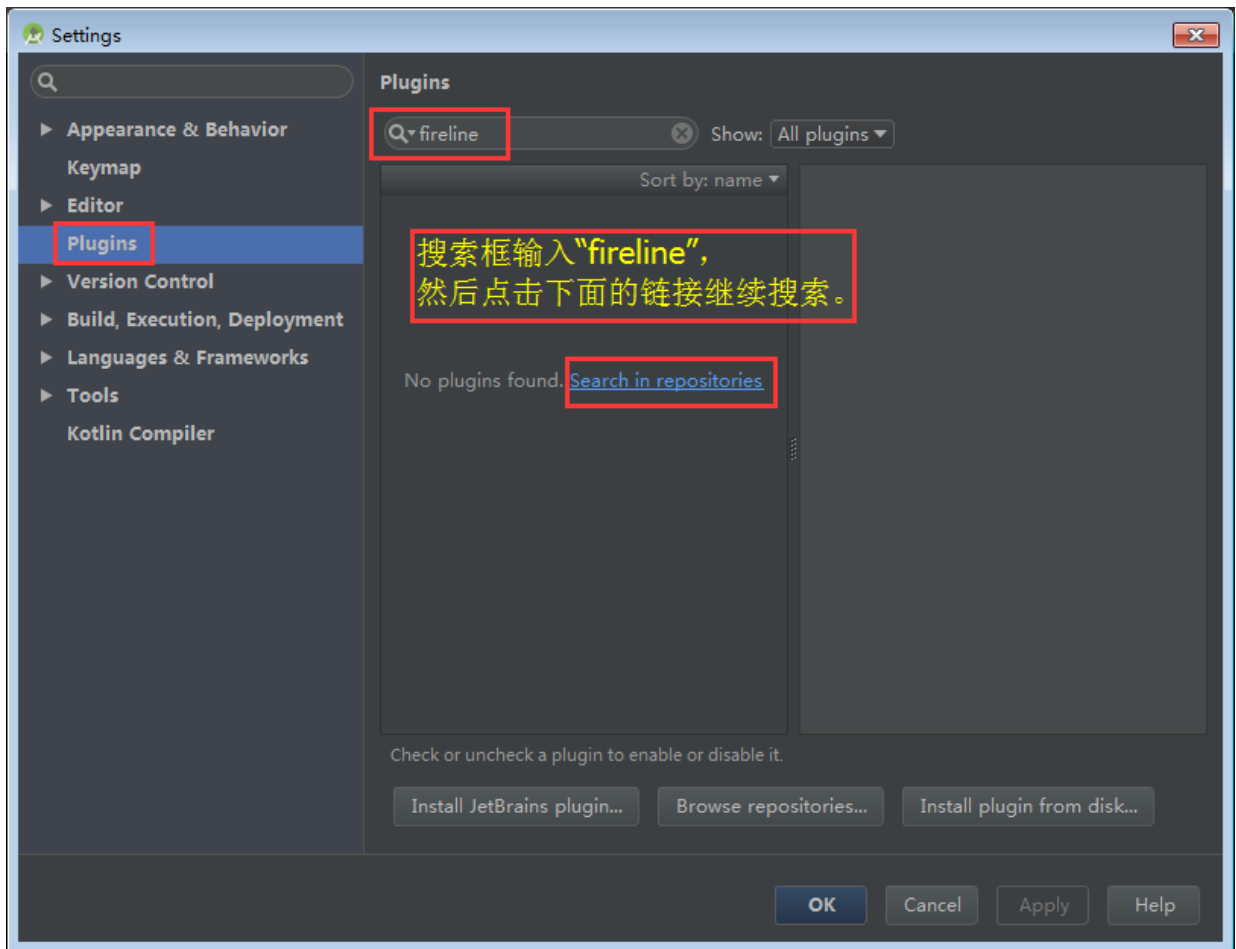 Settings
Plugins
Appearance & Behavior
Keymap
Editor
Plugins
Version Control
Build, Execution, Deployment
Languages & Frameworks
Tools
Kotlin Compiler
fireline
Show: All plugins
Sort by: name
搜索框输入“fireline”，
然后点击下面的链接继续搜索。
No plugins found. Search in repositories
Check or uncheck a plugin to enable or disable it.
Install JetBrains plugin... Browse repositories... Install plugin from disk...
OK Cancel Apply Help